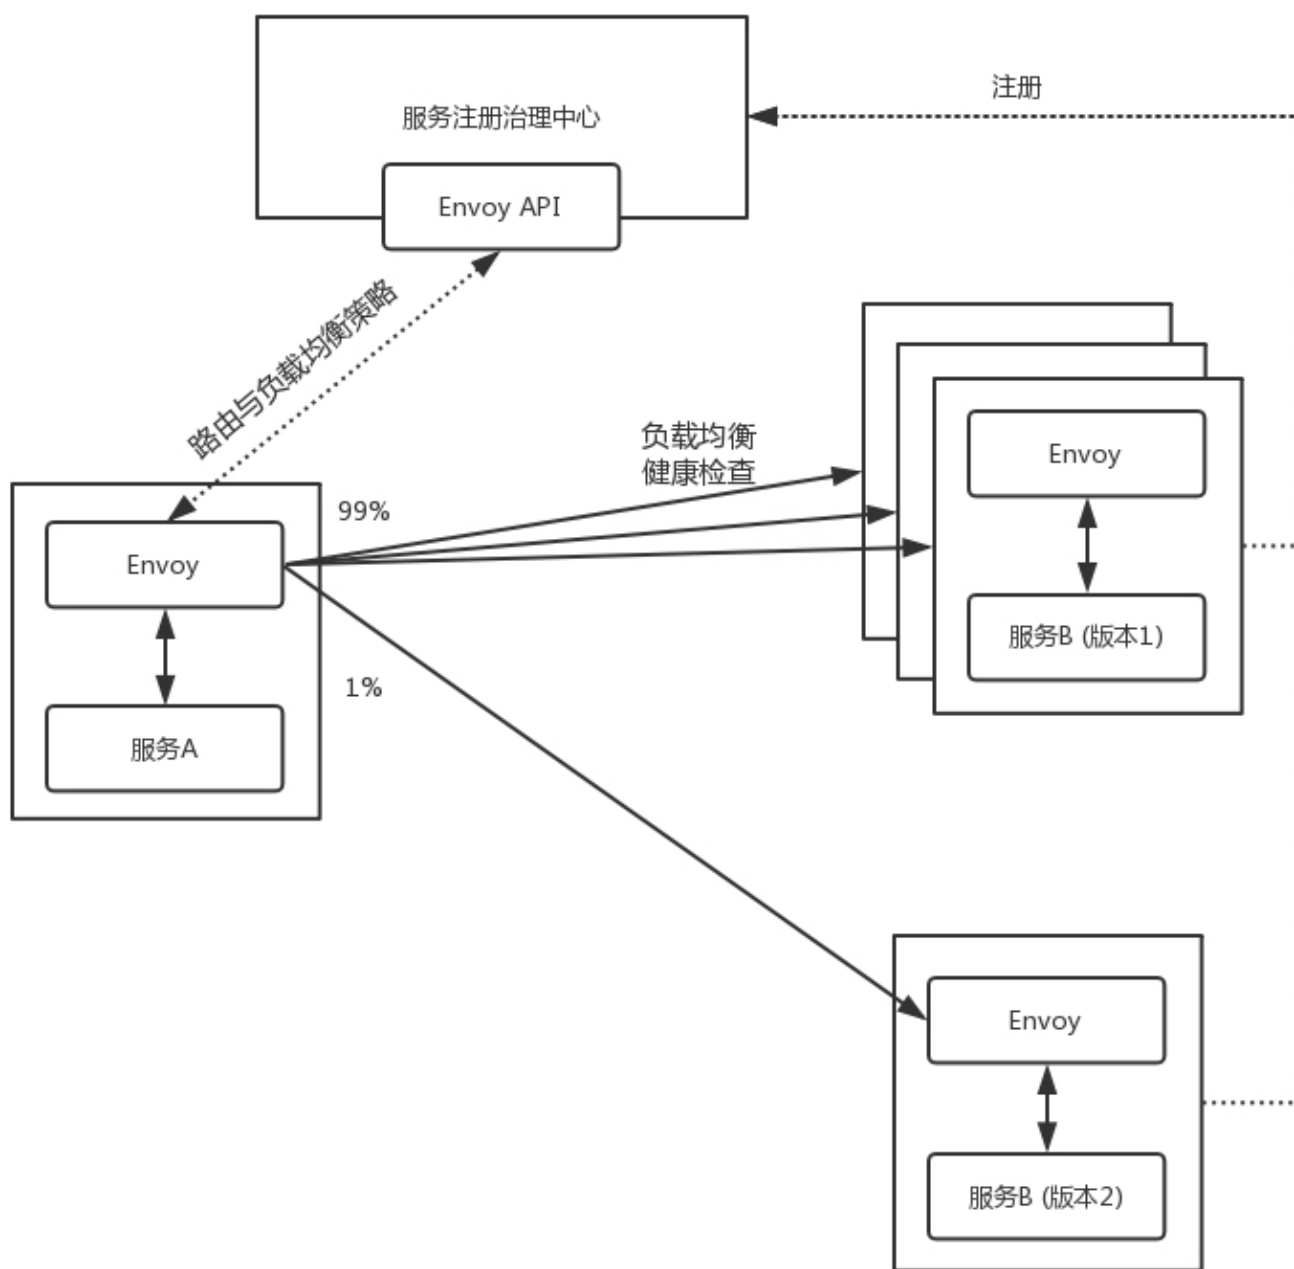 注册
服务注册治理中心
Envoy API
路由与负载均衡策略
负载均衡
健康检查
99%
Envoy
服务A
1%
Envoy
服务B (版本1)
Envoy
服务B (版本2)